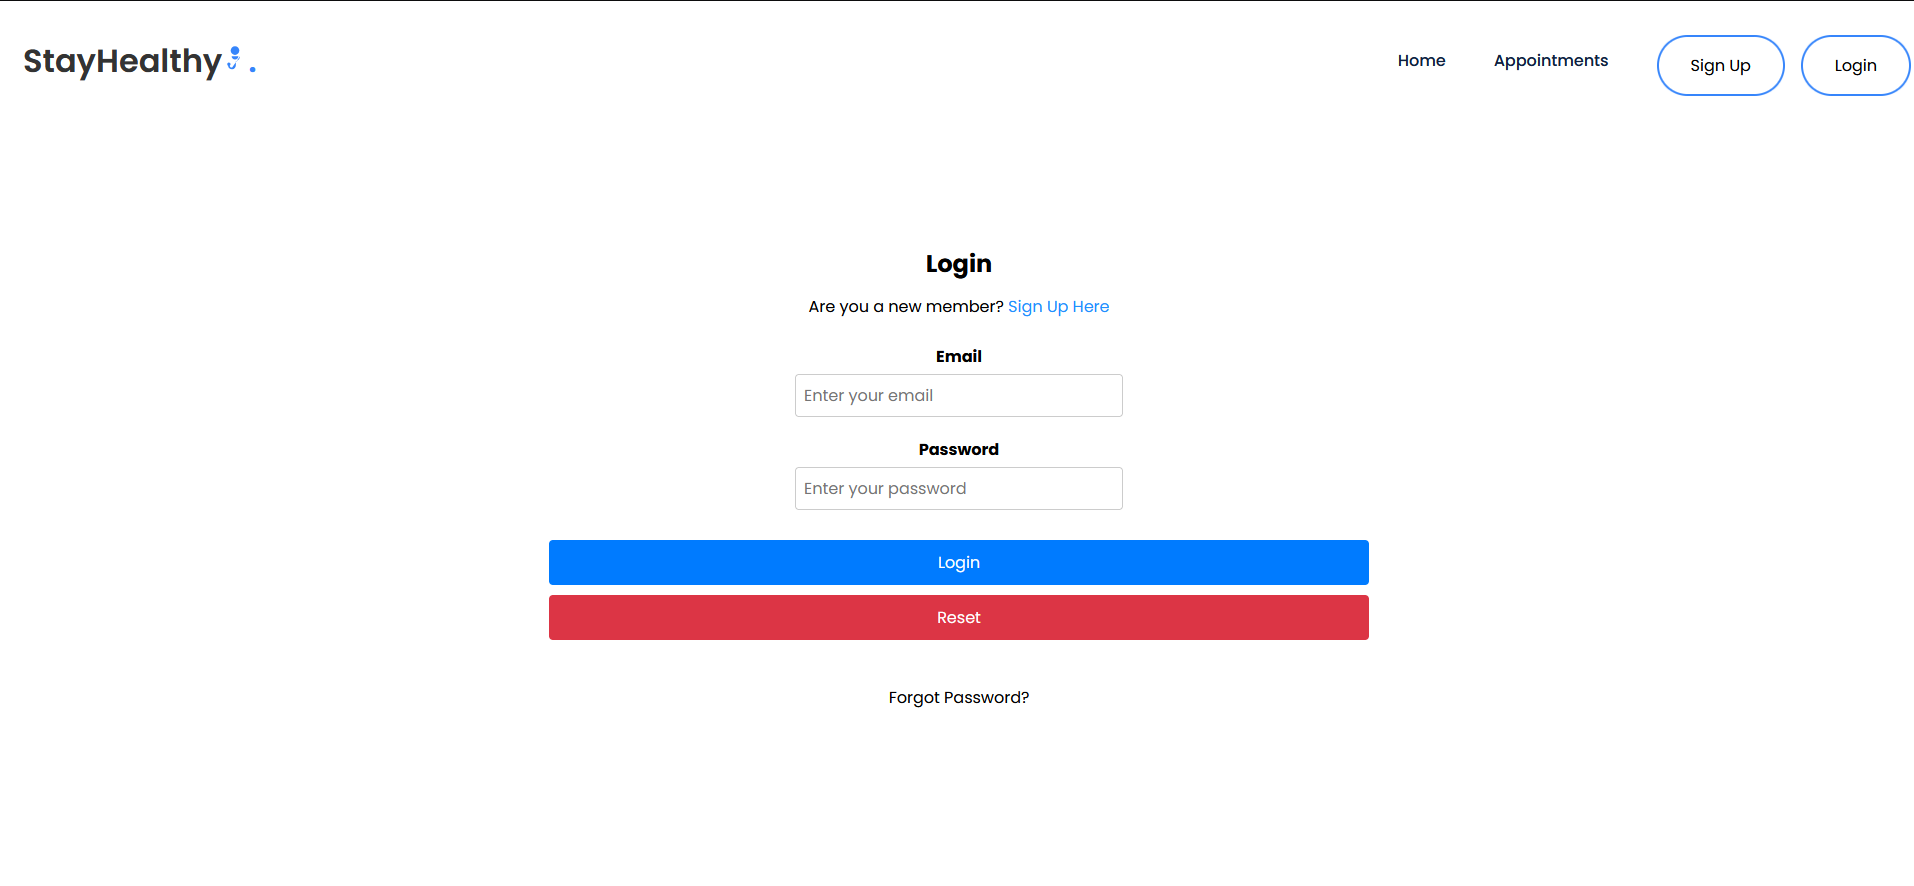 StayHealthy .
Home
Appointments
Sign Up
Login
Login
Are you a new member? Sign Up Here
Email
Enter your email
Password
Enter your password
Login
Reset
Forgot Password?